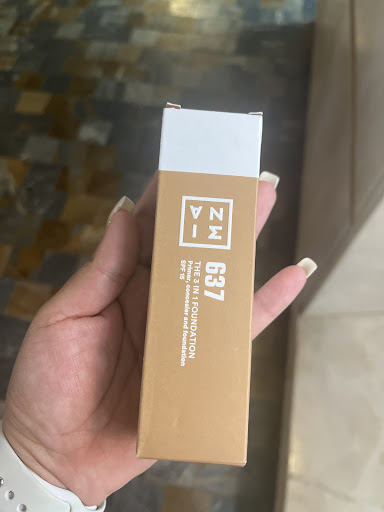 3INA
637
THE 3 IN 1 FOUNDATION
Primer, concealer and foundation
SPF 15